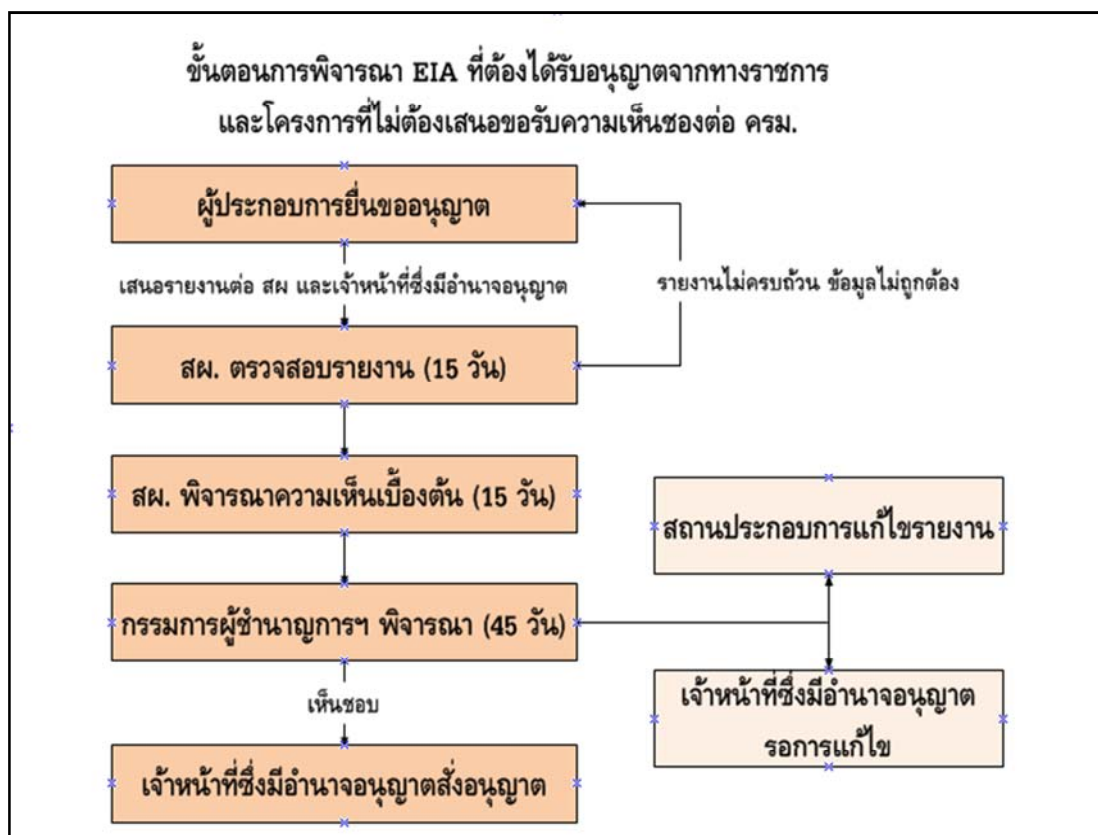 ขั้นตอนการพิจารณา EIA ที่ต้องได้รับอนุญาตจากทางราชการ
และโครงการที่ไม่ต้องเสนอขอรับความเห็นชองต่อ ครม.
ผู้ประกอบการยื่นขออนุญาต
เสนอรายงานต่อ สผ และเจ้าหน้าที่ซึ่งมีอำนาจอนุญาต
รายงานไม่ครบถ้วน ข้อมูลไม่ถูกต้อง
สผ. ตรวจสอบรายงาน (15 วัน)
สผ. พิจารณาความเห็นเบื้องต้น (15 วัน)
สถานประกอบการแก้ไขรายงาน
กรรมการผู้ชำนาญการฯ พิจารณา (45 วัน)
เจ้าหน้าที่ซึ่งมีอำนาจอนุญาต
รอการแก้ไข
เห็นชอบ
เจ้าหน้าที่ซึ่งมีอำนาจอนุญาตสั่งอนุญาต